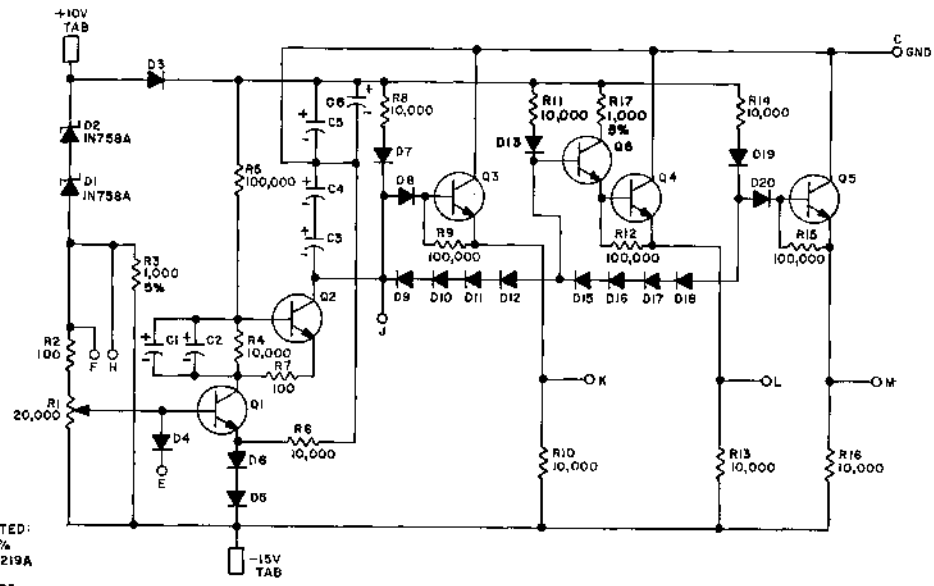 +10V
TAB
C
GND
D3
D2
1N758A
D1
1N758A
R5
100,000
C5
C6
R8
10,000
D7
D8
Q3
R9
100,000
R11
10,000
D13
R17
1,000
5%
Q6
Q4
R12
100,000
R14
10,000
D19
D20
Q5
R15
100,000
C4
C3
R3
1,000
5%
Q2
D9
D10
D11
D12
D15
D16
D17
D18
J
R2
100
F
H
C1
C2
R4
10,000
R7
100
K
L
M
R1
20,000
Q1
D4
E
R6
10,000
D6
D5
R10
10,000
R13
10,000
R16
10,000
TED:
%
219A
-15V
TAB